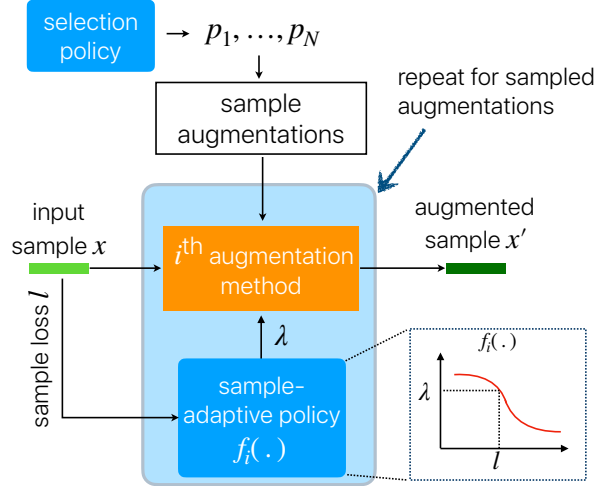 selection
policy
p₁, …, p_N
sample
augmentations
repeat for sampled
augmentations
input
sample x
augmented
sample x′
iᵗʰ augmentation
method
sample loss l
λ
sample-
adaptive policy
fᵢ(.)
fᵢ(.)
λ
l